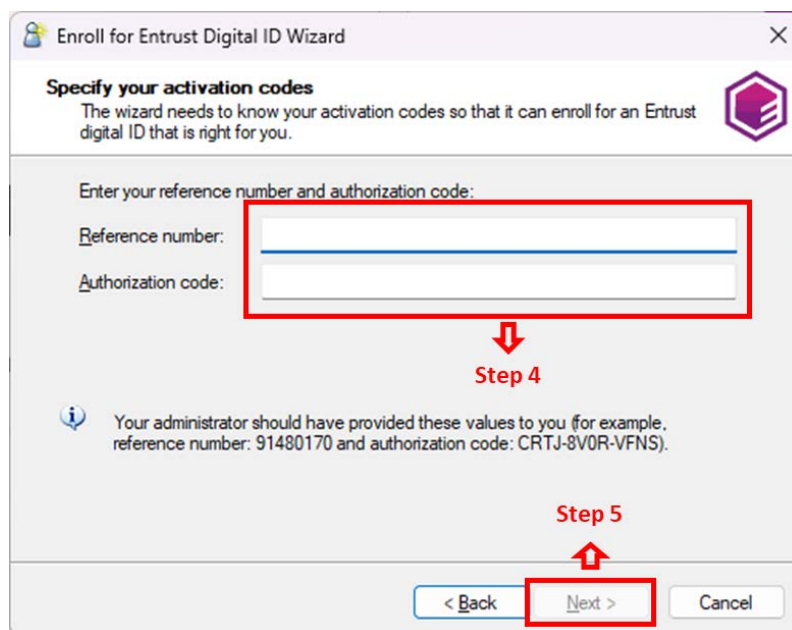 Enroll for Entrust Digital ID Wizard
Specify your activation codes
The wizard needs to know your activation codes so that it can enroll for an Entrust
digital ID that is right for you.
Enter your reference number and authorization code:
Reference number:
Authorization code:
Step 4
Your administrator should have provided these values to you (for example,
reference number: 91480170 and authorization code: CRTJ-8V0R-VFNS).
Step 5
< Back
Next >
Cancel